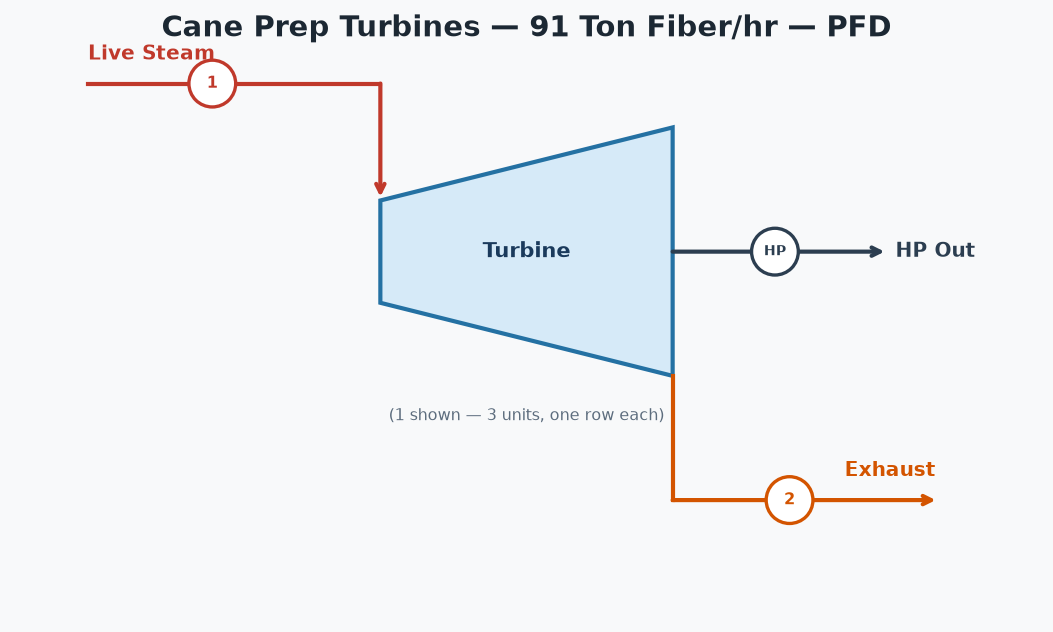 Cane Prep Turbines — 91 Ton Fiber/hr — PFD
Live Steam
1
Turbine
HP
HP Out
(1 shown — 3 units, one row each)
Exhaust
2